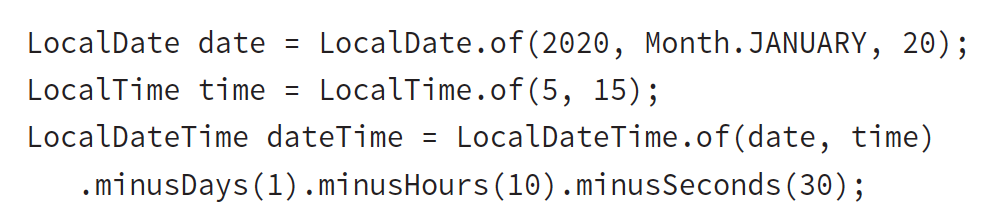 LocalDate date = LocalDate.of(2020, Month.JANUARY, 20);
LocalTime time = LocalTime.of(5, 15);
LocalDateTime dateTime = LocalDateTime.of(date, time)
   .minusDays(1).minusHours(10).minusSeconds(30);